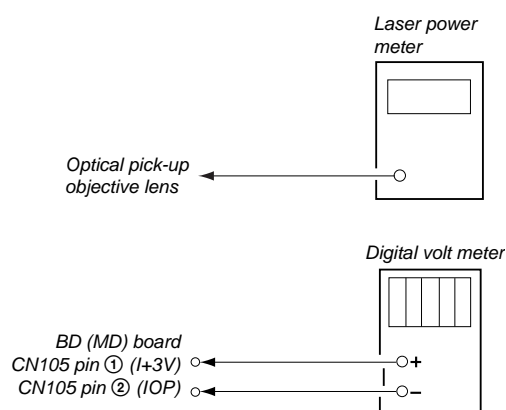 Laser power
meter
Optical pick-up
objective lens
Digital volt meter
BD (MD) board
CN105 pin ① (I+3V)
CN105 pin ② (IOP)
+
–